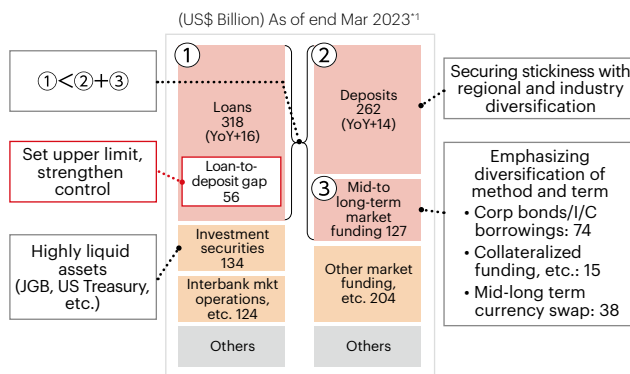 (US$ Billion) As of end Mar 2023*1
①<②+③
Set upper limit,
strengthen
control
Highly liquid
assets
(JGB, US Treasury,
etc.)
①
Loans
318
(YoY+16)
Loan-to-
deposit gap
56
Investment
securities
134
Interbank mkt
operations,
etc. 124
Others
②
Deposits
262
(YoY+14)
③
Mid-to
long-term
market
funding 127
Other market
funding,
etc. 204
Others
Securing stickiness with
regional and industry
diversification
Emphasizing
diversification of
method and term
• Corp bonds/I/C
borrowings: 74
• Collateralized
funding, etc.: 15
• Mid-long term
currency swap: 38